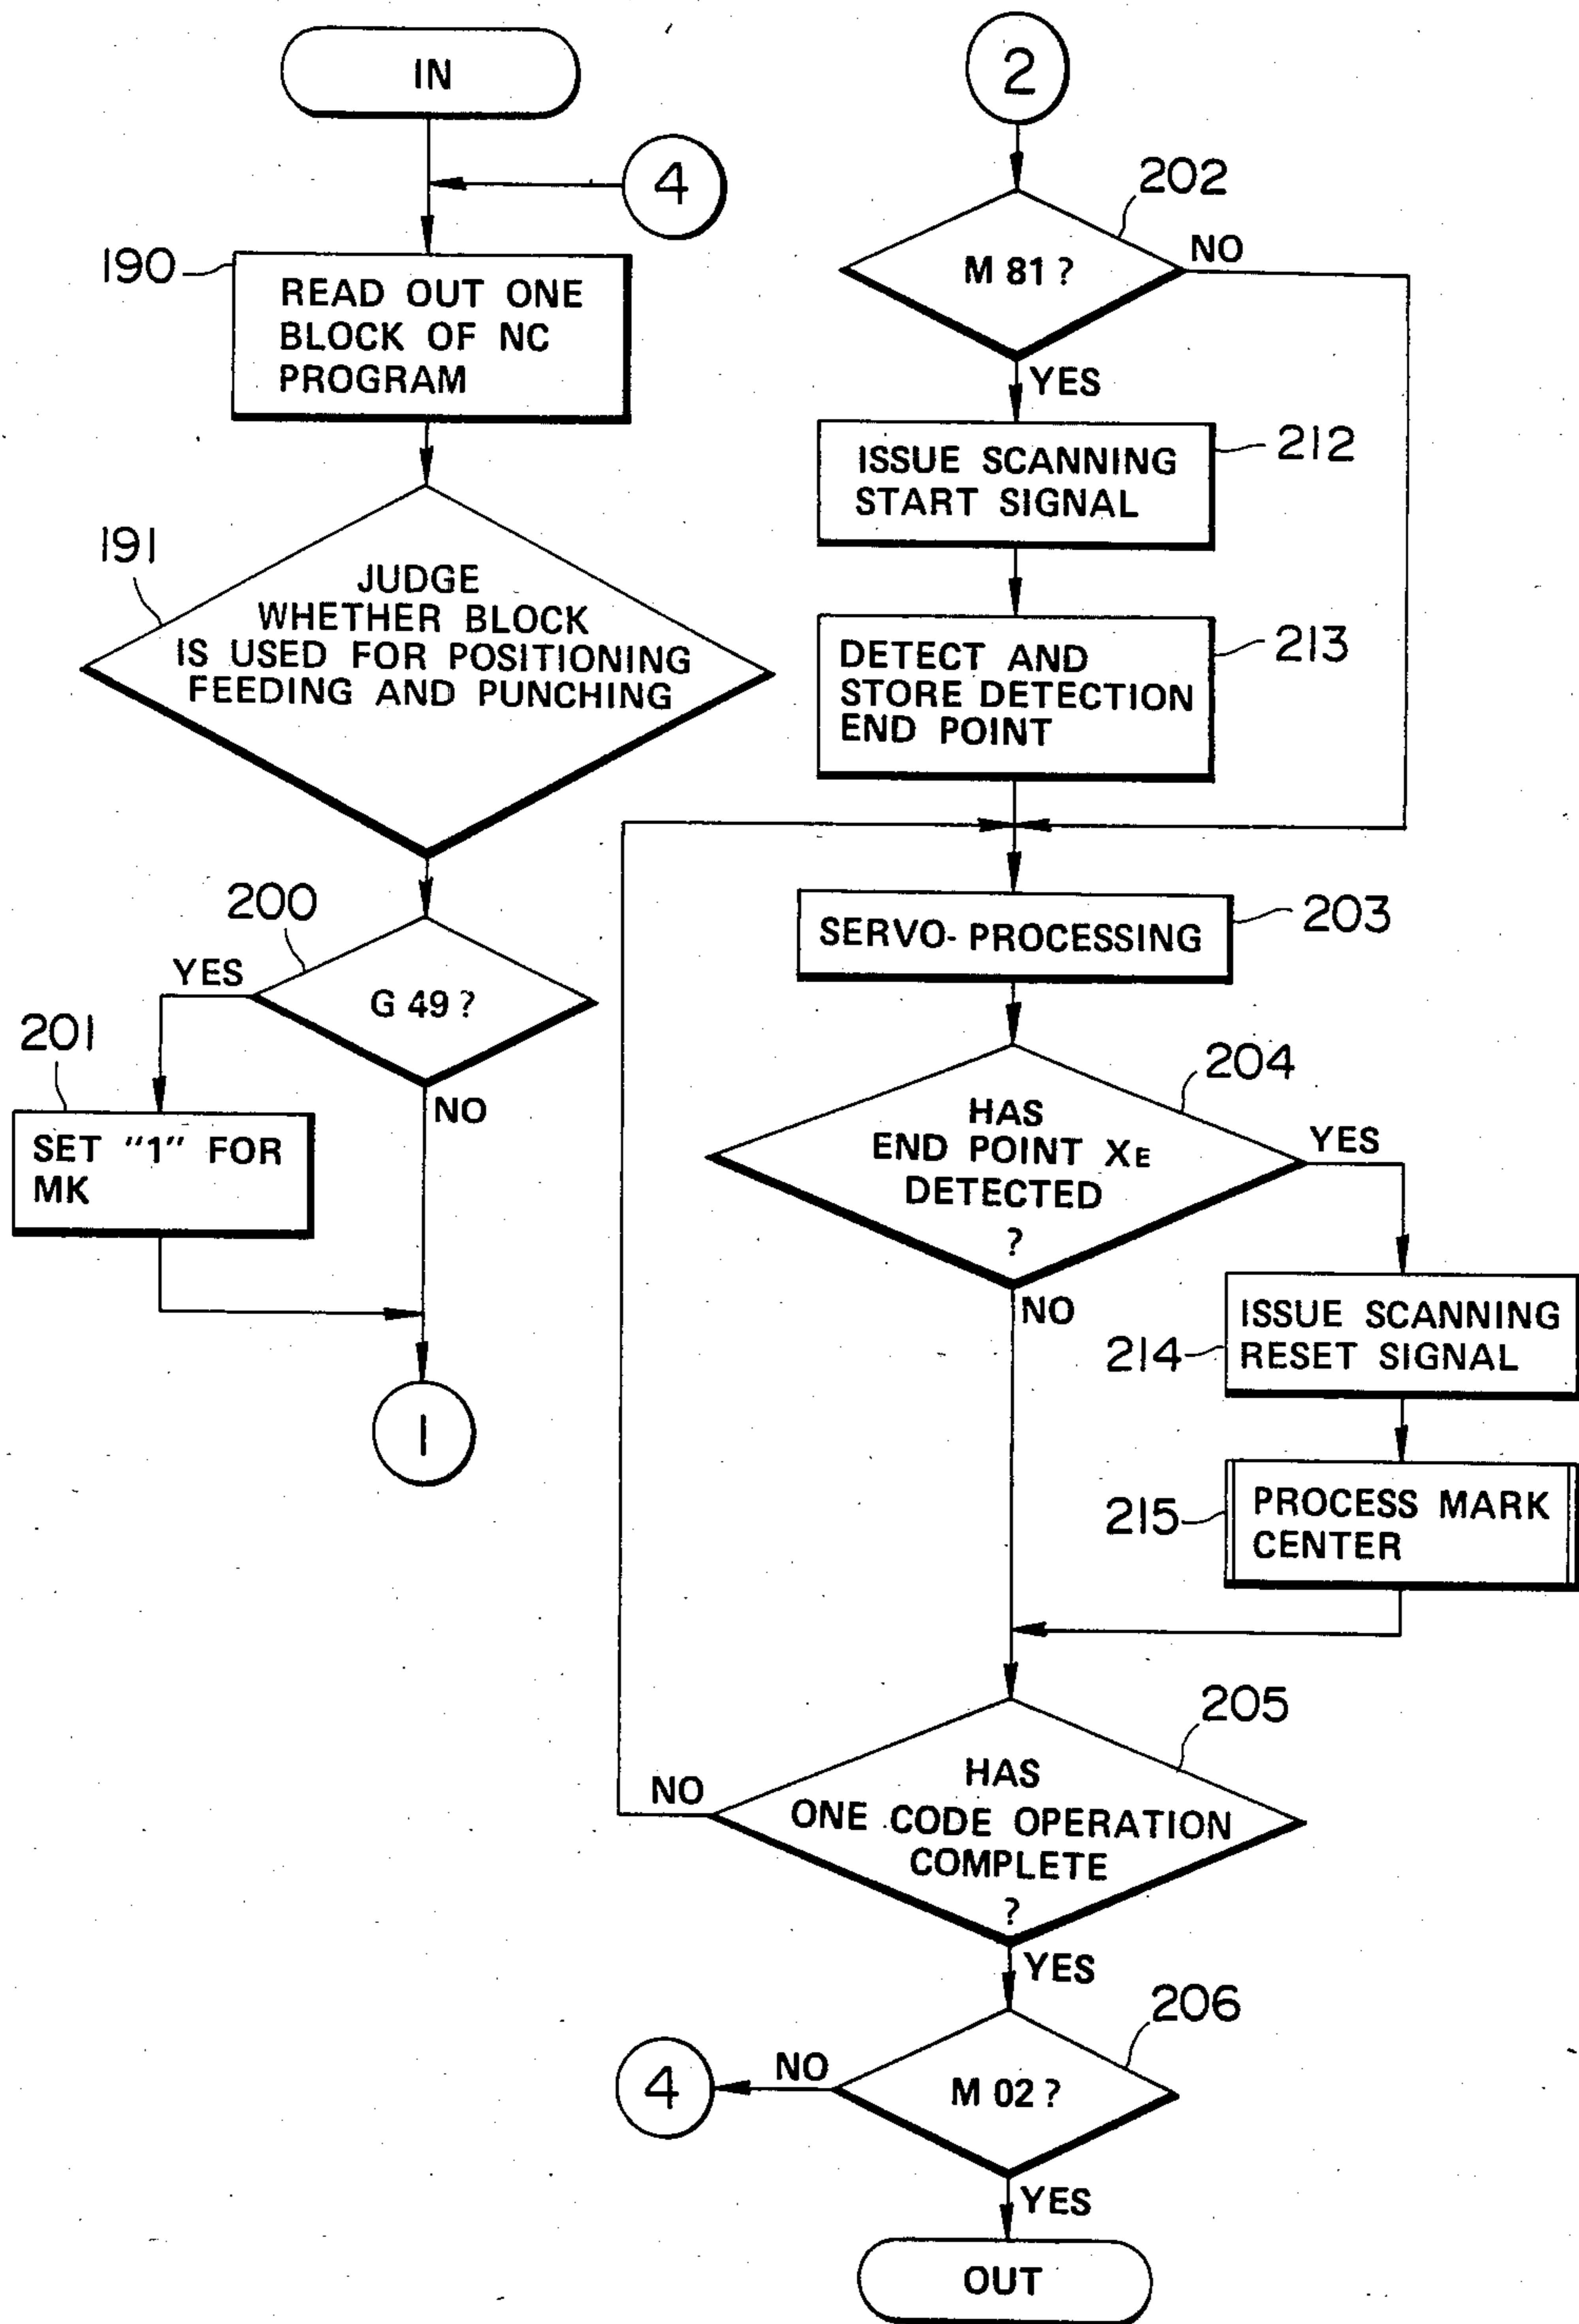 IN
4
190
READ OUT ONE
BLOCK OF NC
PROGRAM
191
JUDGE
WHETHER BLOCK
IS USED FOR POSITIONING
FEEDING AND PUNCHING
200
YES
G 49 ?
201
NO
SET "1" FOR
MK
1
2
202
M 81 ?
NO
YES
ISSUE SCANNING
START SIGNAL
212
DETECT AND
STORE DETECTION
END POINT
213
SERVO- PROCESSING
203
204
HAS
END POINT XE
DETECTED
?
YES
NO
ISSUE SCANNING
RESET SIGNAL
214
PROCESS MARK
CENTER
215
205
HAS
ONE CODE OPERATION
COMPLETE
?
NO
YES
206
M 02 ?
NO
4
YES
OUT